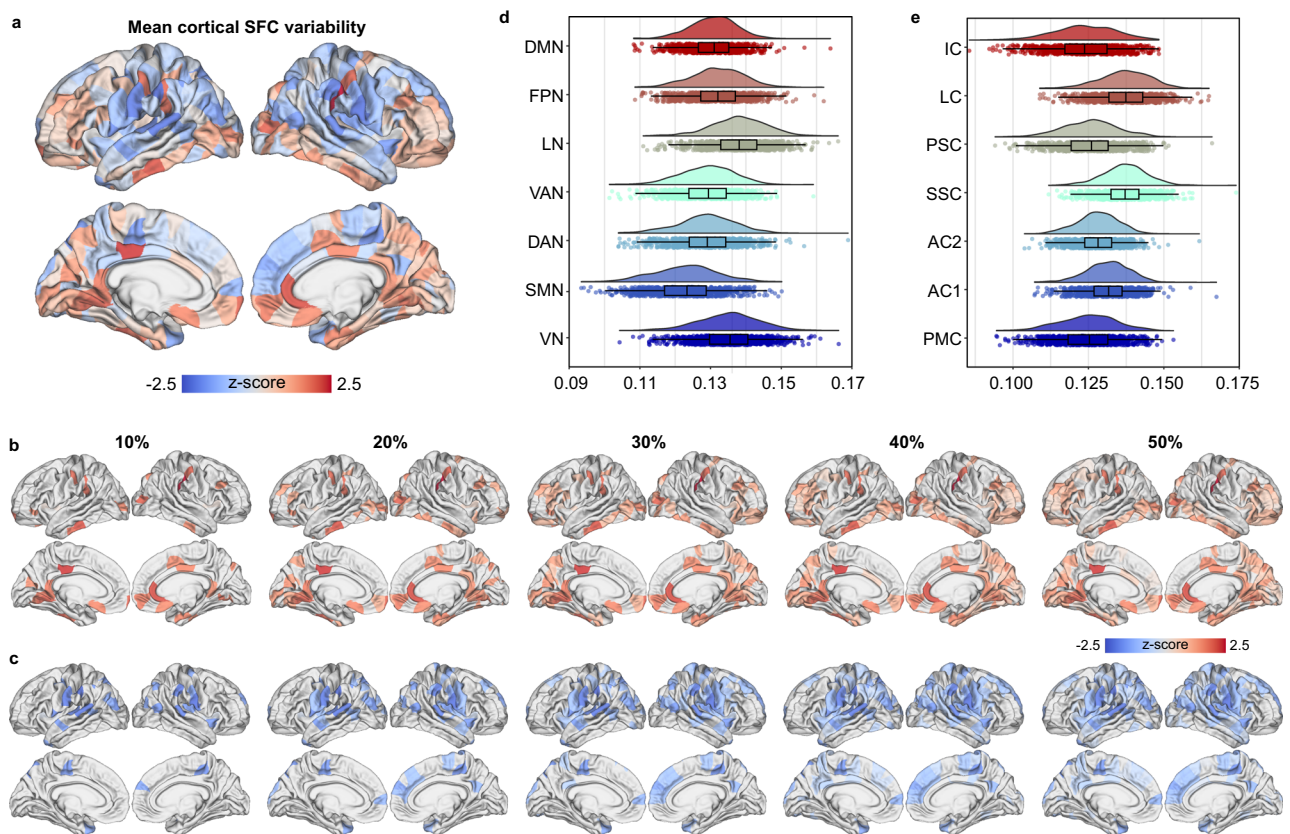 a
Mean cortical SFC variability
-2.5 z-score 2.5
d
DMN
FPN
LN
VAN
DAN
SMN
VN
0.09 0.11 0.13 0.15 0.17
e
IC
LC
PSC
SSC
AC2
AC1
PMC
0.100 0.125 0.150 0.175
b
10% 20% 30% 40% 50%
-2.5 z-score 2.5
c